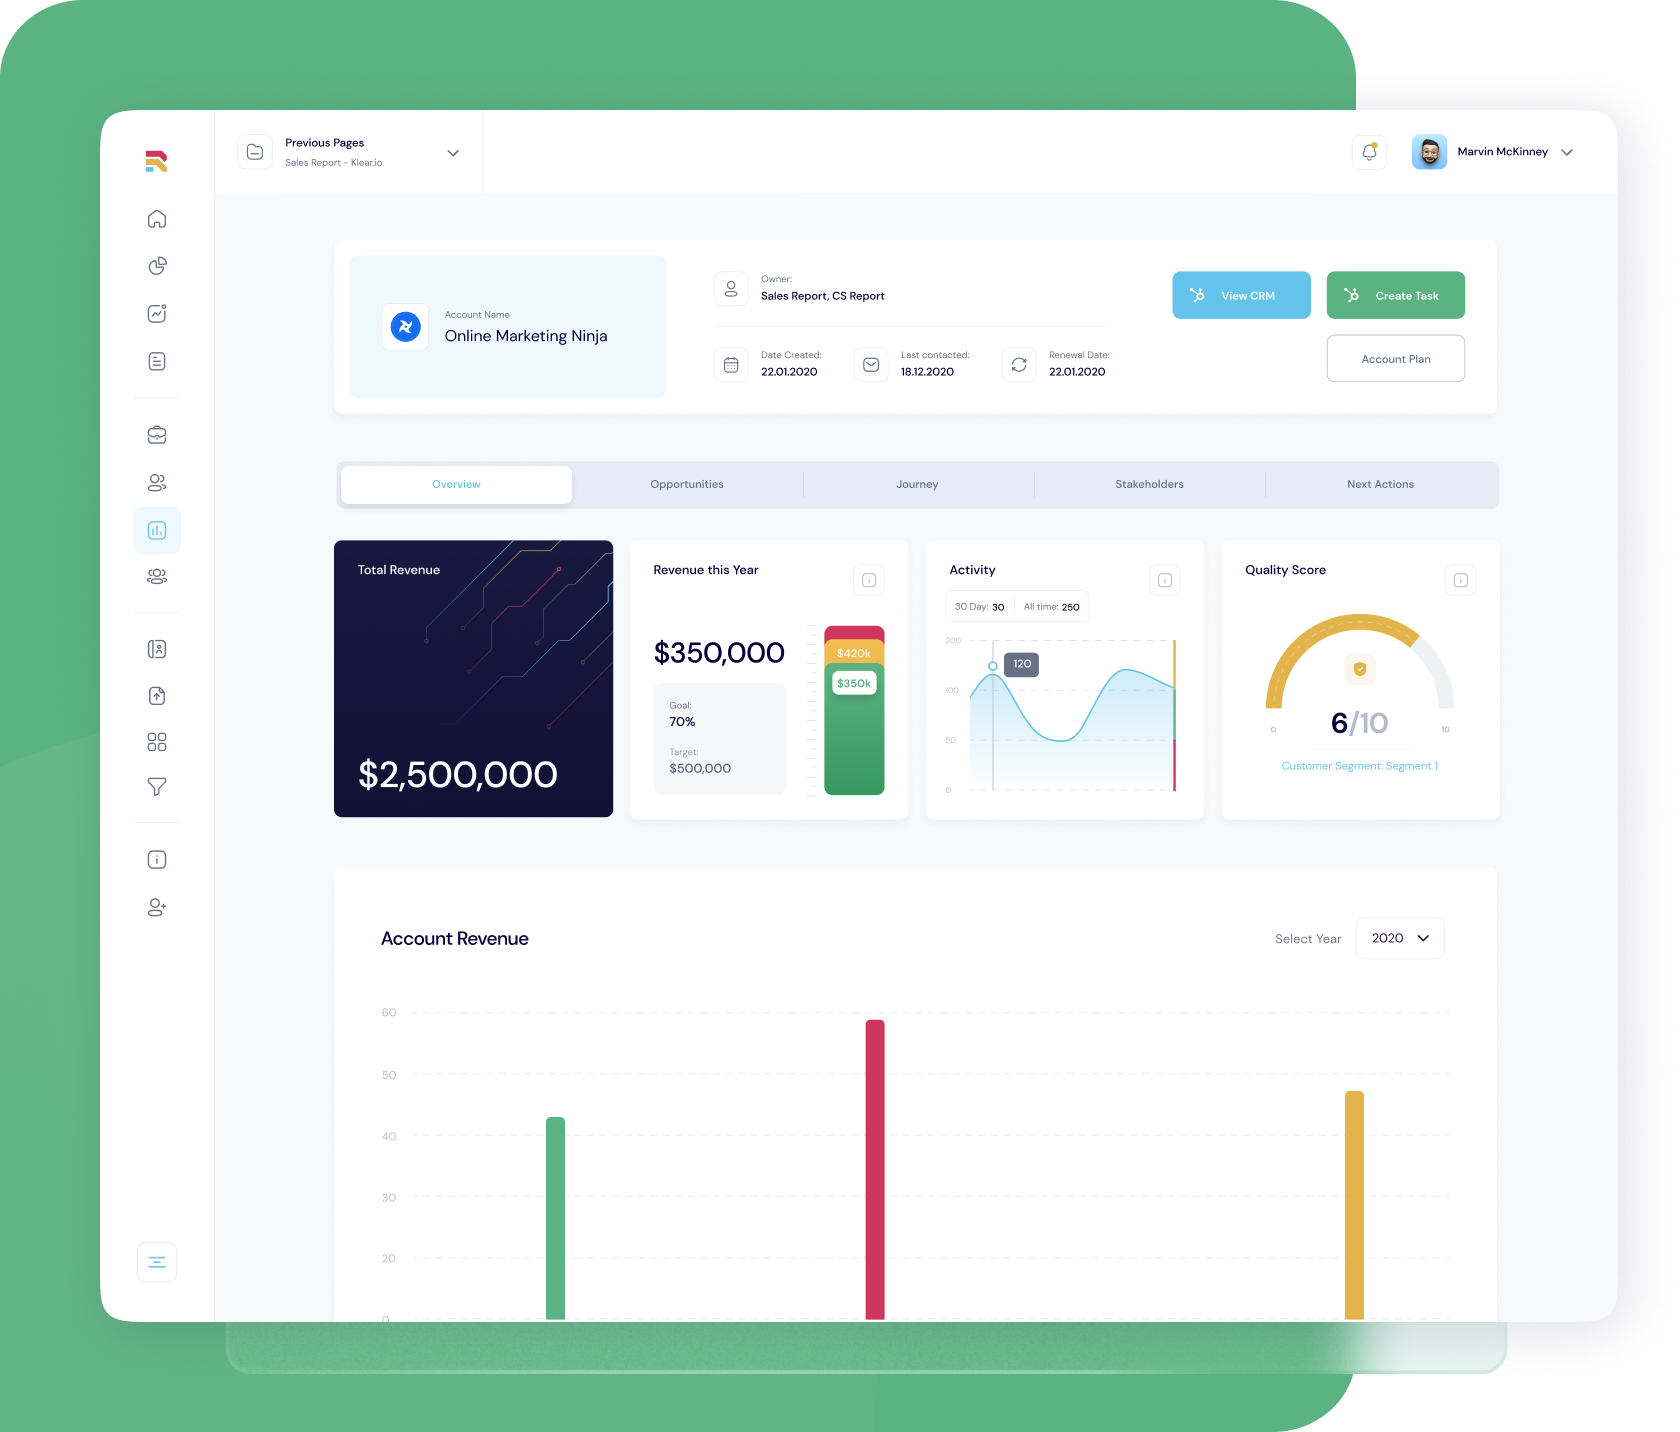 Previous Pages
Sales Report - Klear.io
Marvin McKinney
Account Name
Online Marketing Ninja
Owner:
Sales Report, CS Report
Date Created:
22.01.2020
Last contacted:
18.12.2020
Renewal Date:
22.01.2020
View CRM
Create Task
Account Plan
Overview
Opportunities
Journey
Stakeholders
Next Actions
Total Revenue
$2,500,000
Revenue this Year
$350,000
Goal:
70%
Target:
$500,000
$420k
$350k
Activity
30 Day: 30
All time: 250
200
120
100
50
0
Quality Score
0
6/10
10
Customer Segment: Segment 1
Account Revenue
Select Year
2020
60
50
40
30
20
0